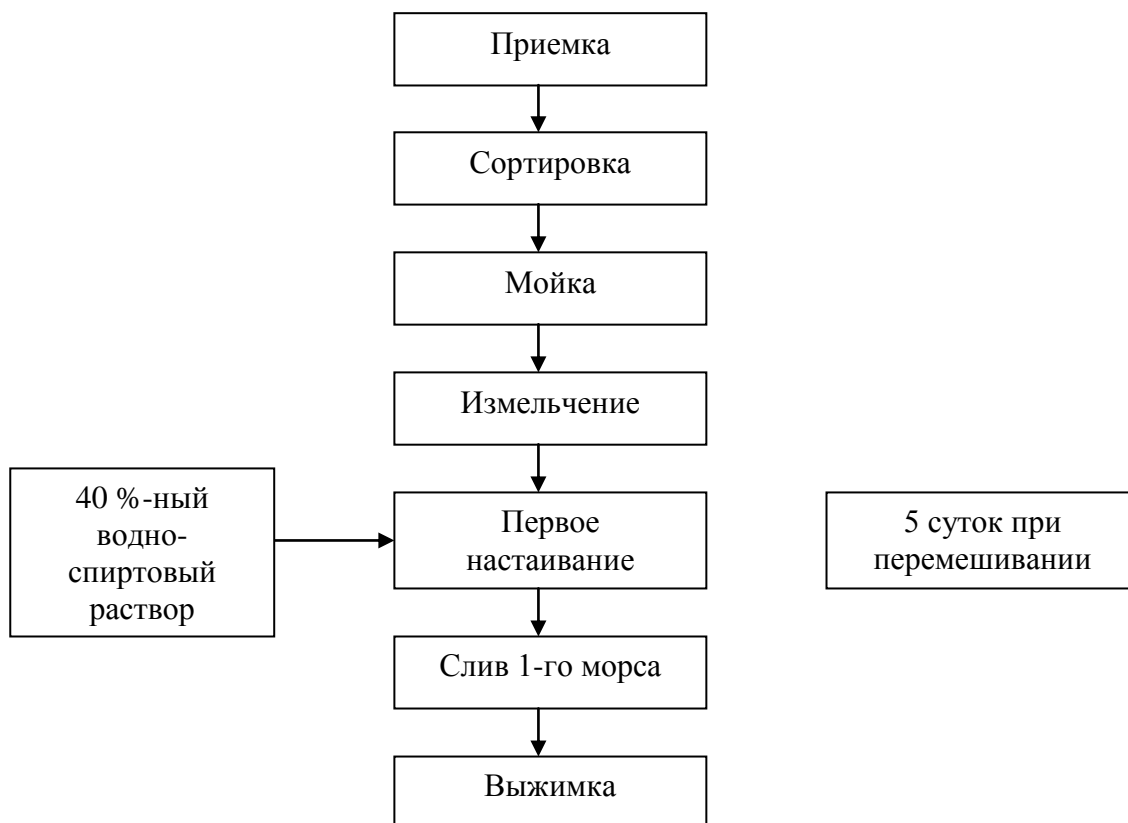 Приемка
Сортировка
Мойка
Измельчение
40 %-ный
водно-
спиртовый
раствор
Первое
настаивание
5 суток при
перемешивании
Слив 1-го морса
Выжимка